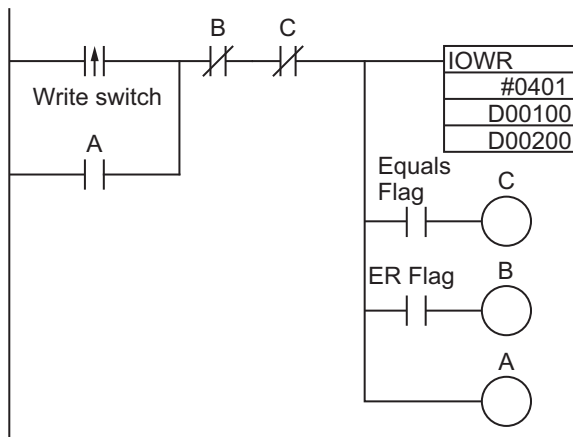 B
C
Write switch
A
IOWR
#0401
D00100
D00200
Equals
Flag
C
ER Flag
B
A